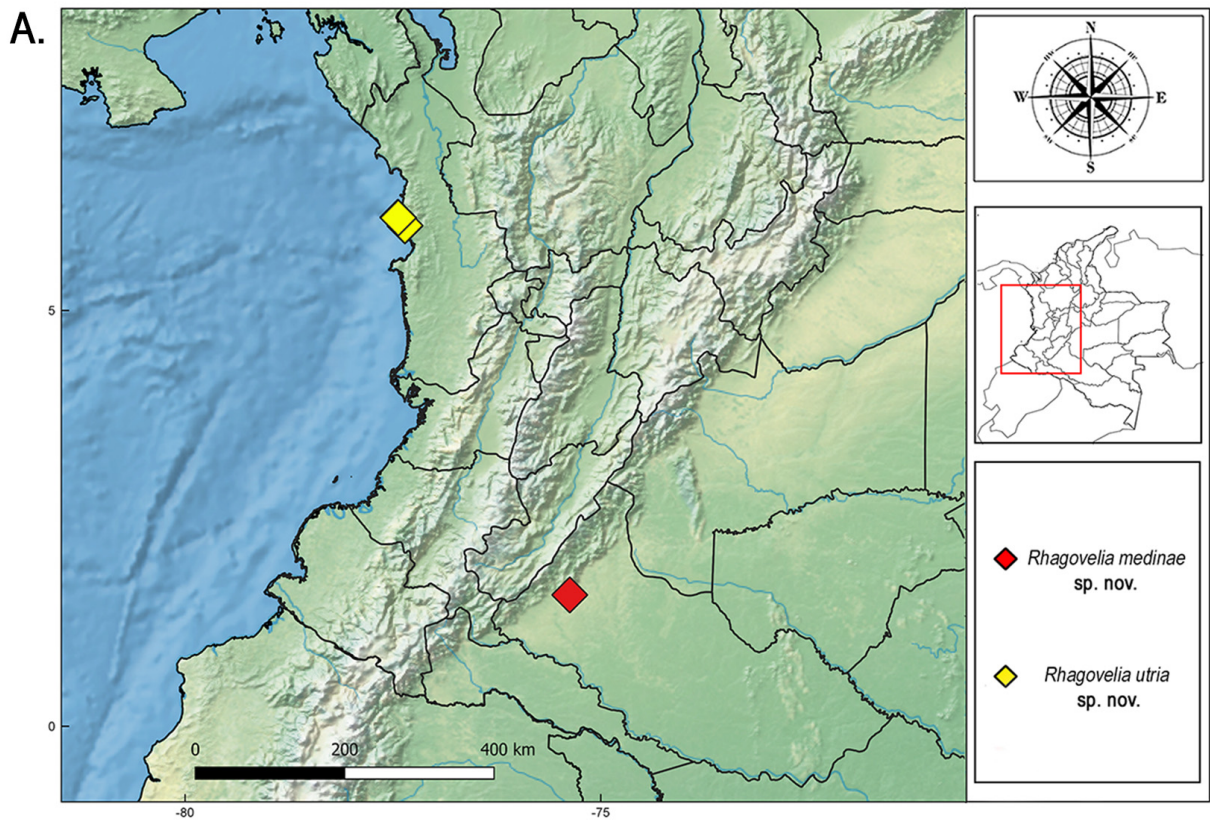 A.
5
0
-80
-75
0
200
400 km
N
W
E
S
Rhagovelia medinae
sp. nov.
Rhagovelia utria
sp. nov.